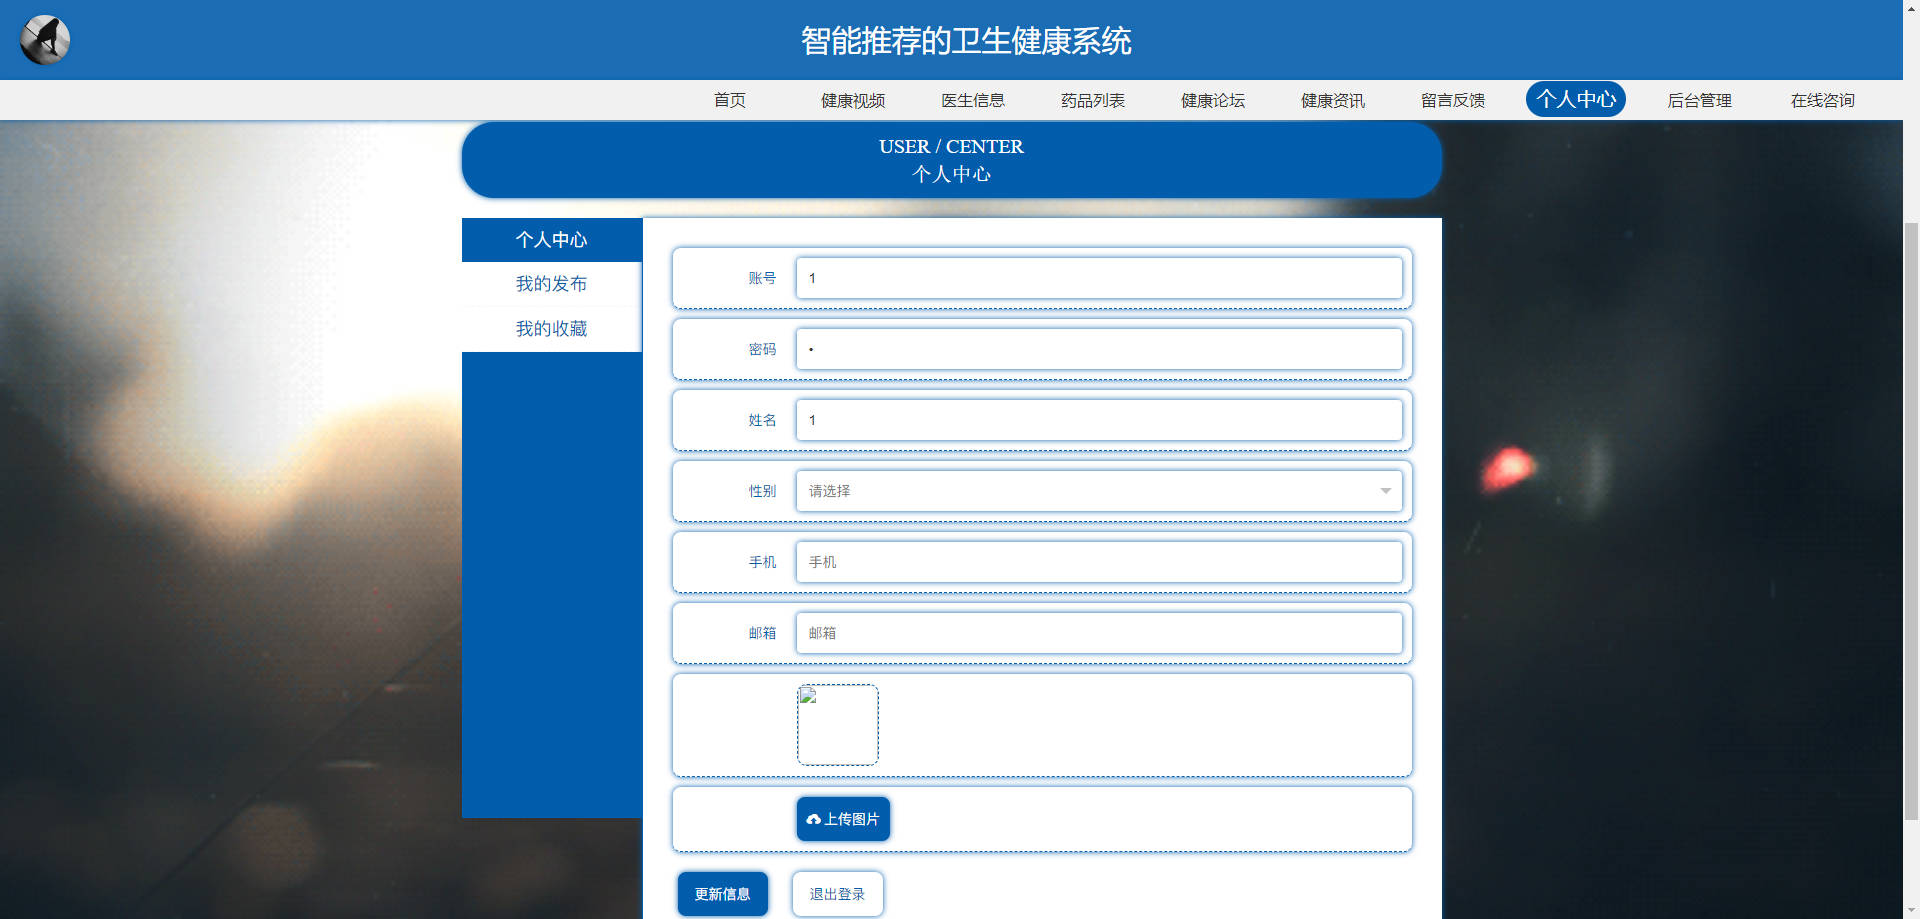 智能推荐的卫生健康系统
首页 健康视频 医生信息 药品列表 健康论坛 健康资讯 留言反馈 个人中心 后台管理 在线咨询
USER / CENTER
个人中心
个人中心
我的发布
我的收藏
账号 1
密码 •
姓名 1
性别 请选择
手机 手机
邮箱 邮箱
上传图片
更新信息 退出登录